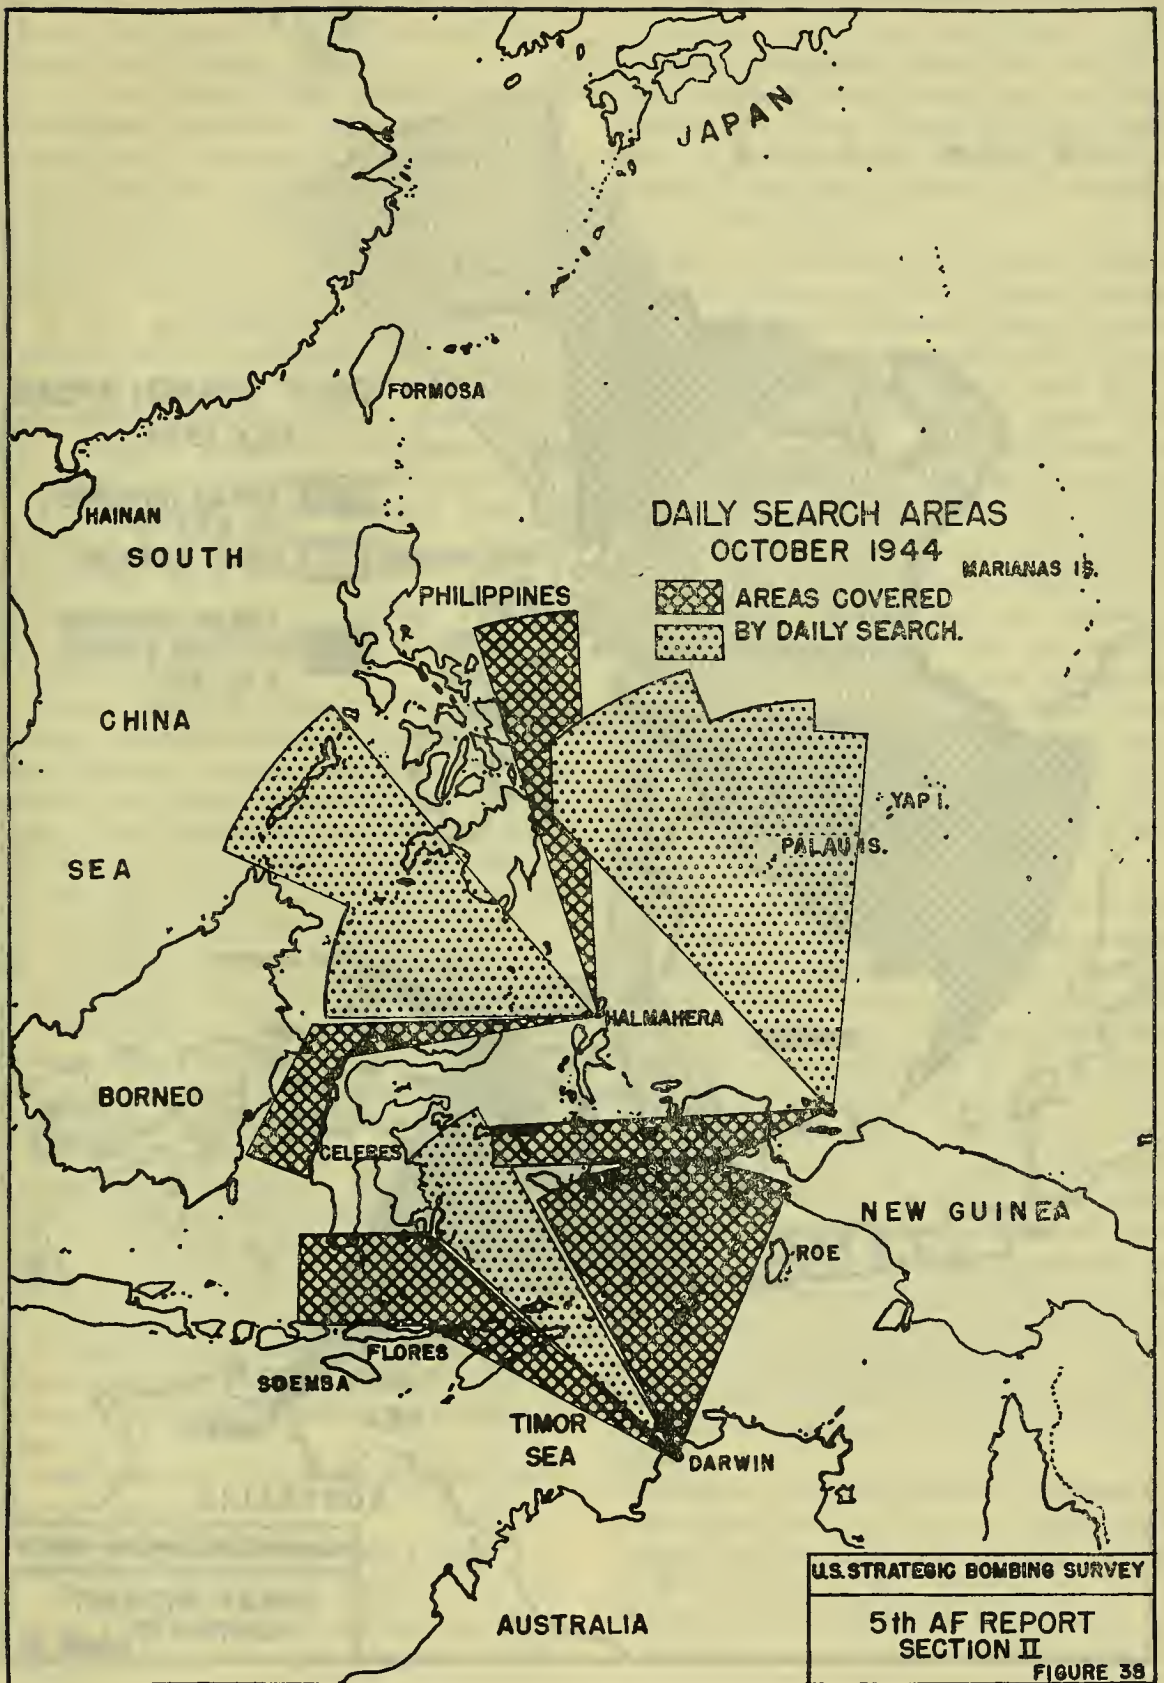 JAPAN
FORMOSA
HAINAN
SOUTH
CHINA
SEA
DAILY SEARCH AREAS
OCTOBER 1944
MARIANAS IS.
AREAS COVERED
BY DAILY SEARCH.
PHILIPPINES
YAP I.
PALAU IS.
HALMAHERA
BORNEO
CELEBES
NEW GUINEA
ROE
FLORES
SOEMBA
TIMOR
SEA
DARWIN
AUSTRALIA
U.S. STRATEGIC BOMBING SURVEY
5th AF REPORT
SECTION II
FIGURE 38